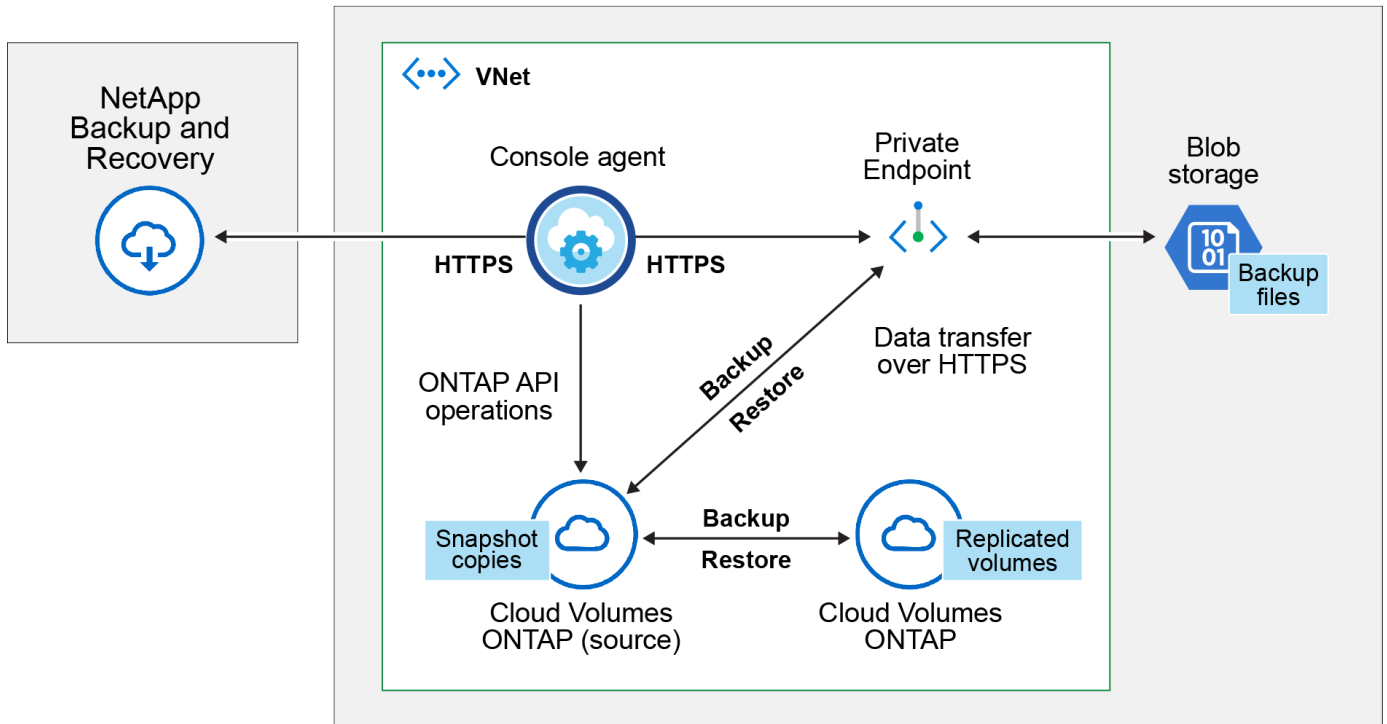 NetApp
Backup and
Recovery
VNet
Console agent
Private
Endpoint
Blob
storage
HTTPS
HTTPS
10
01
Backup
files
ONTAP API
operations
Backup
Restore
Data transfer
over HTTPS
Snapshot
copies
Backup
Restore
Replicated
volumes
Cloud Volumes
ONTAP (source)
Cloud Volumes
ONTAP